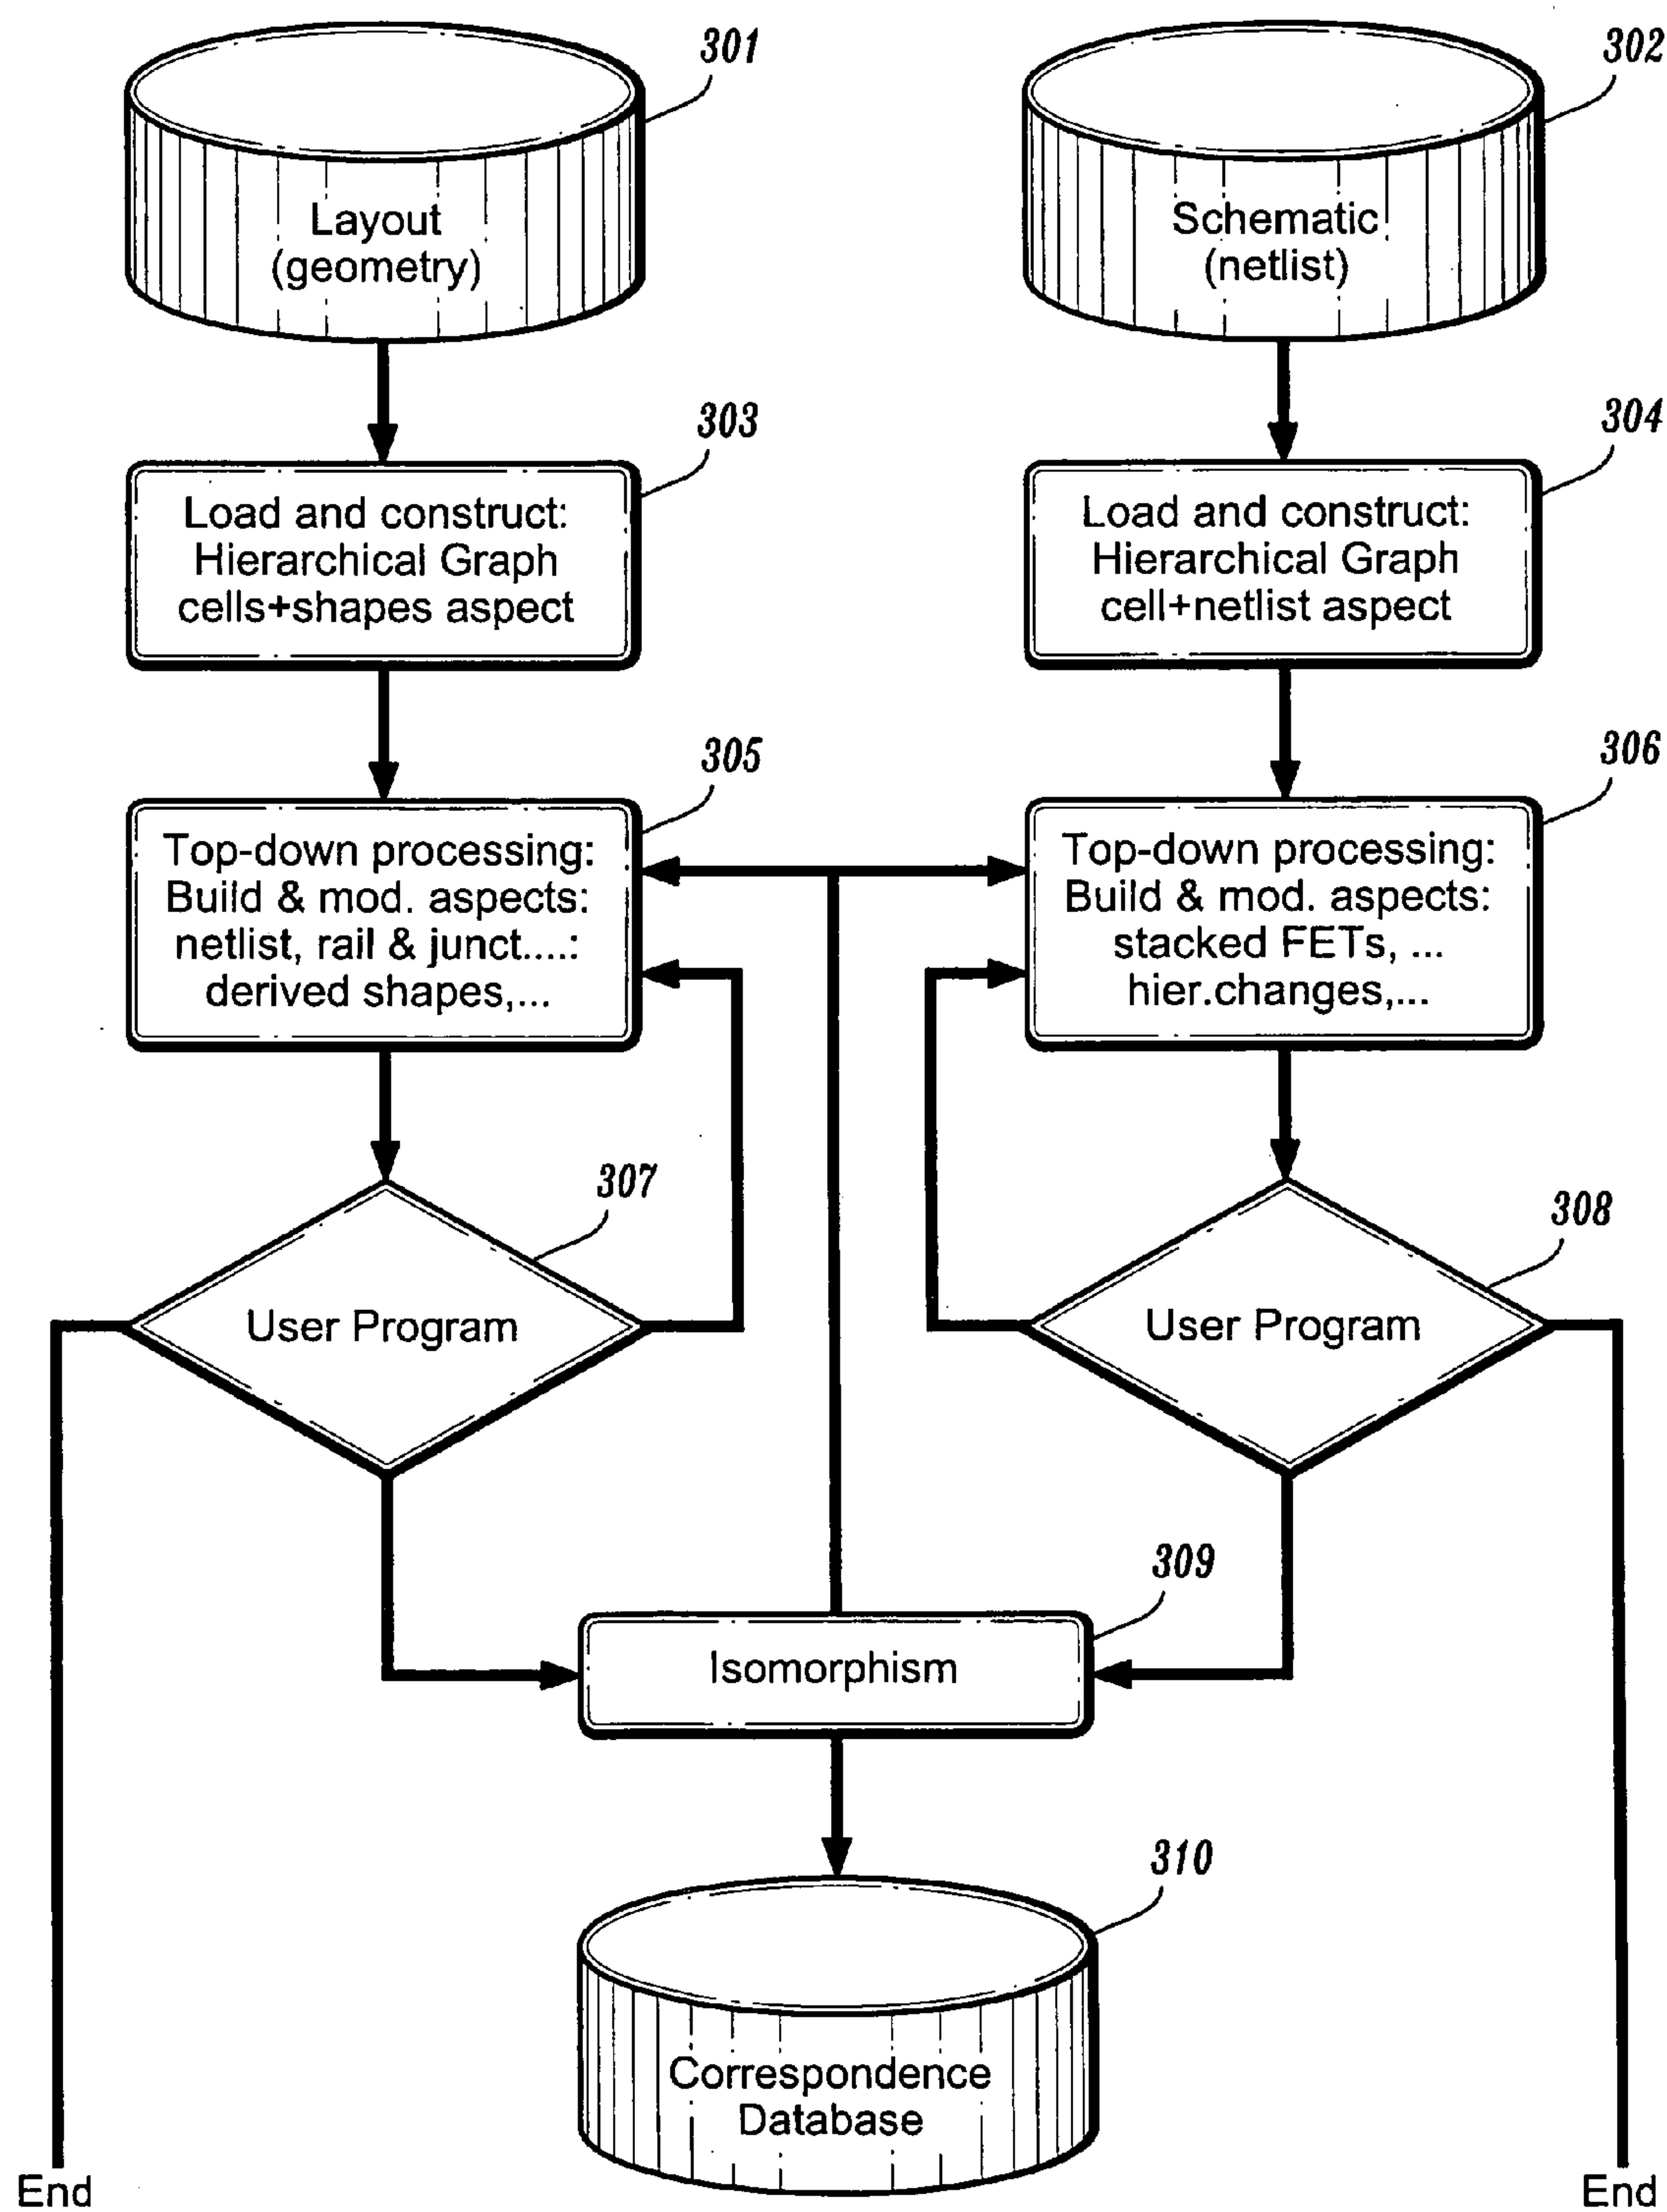 301
302
Layout
(geometry)
Schematic
(netlist)
303
304
Load and construct:
Hierarchical Graph
cells+shapes aspect
Load and construct:
Hierarchical Graph
cell+netlist aspect
305
306
Top-down processing:
Build & mod. aspects:
netlist, rail & junct....:
derived shapes,...
Top-down processing:
Build & mod. aspects:
stacked FETs, ...
hier.changes,...
307
308
User Program
User Program
309
Isomorphism
310
Correspondence
Database
End
End